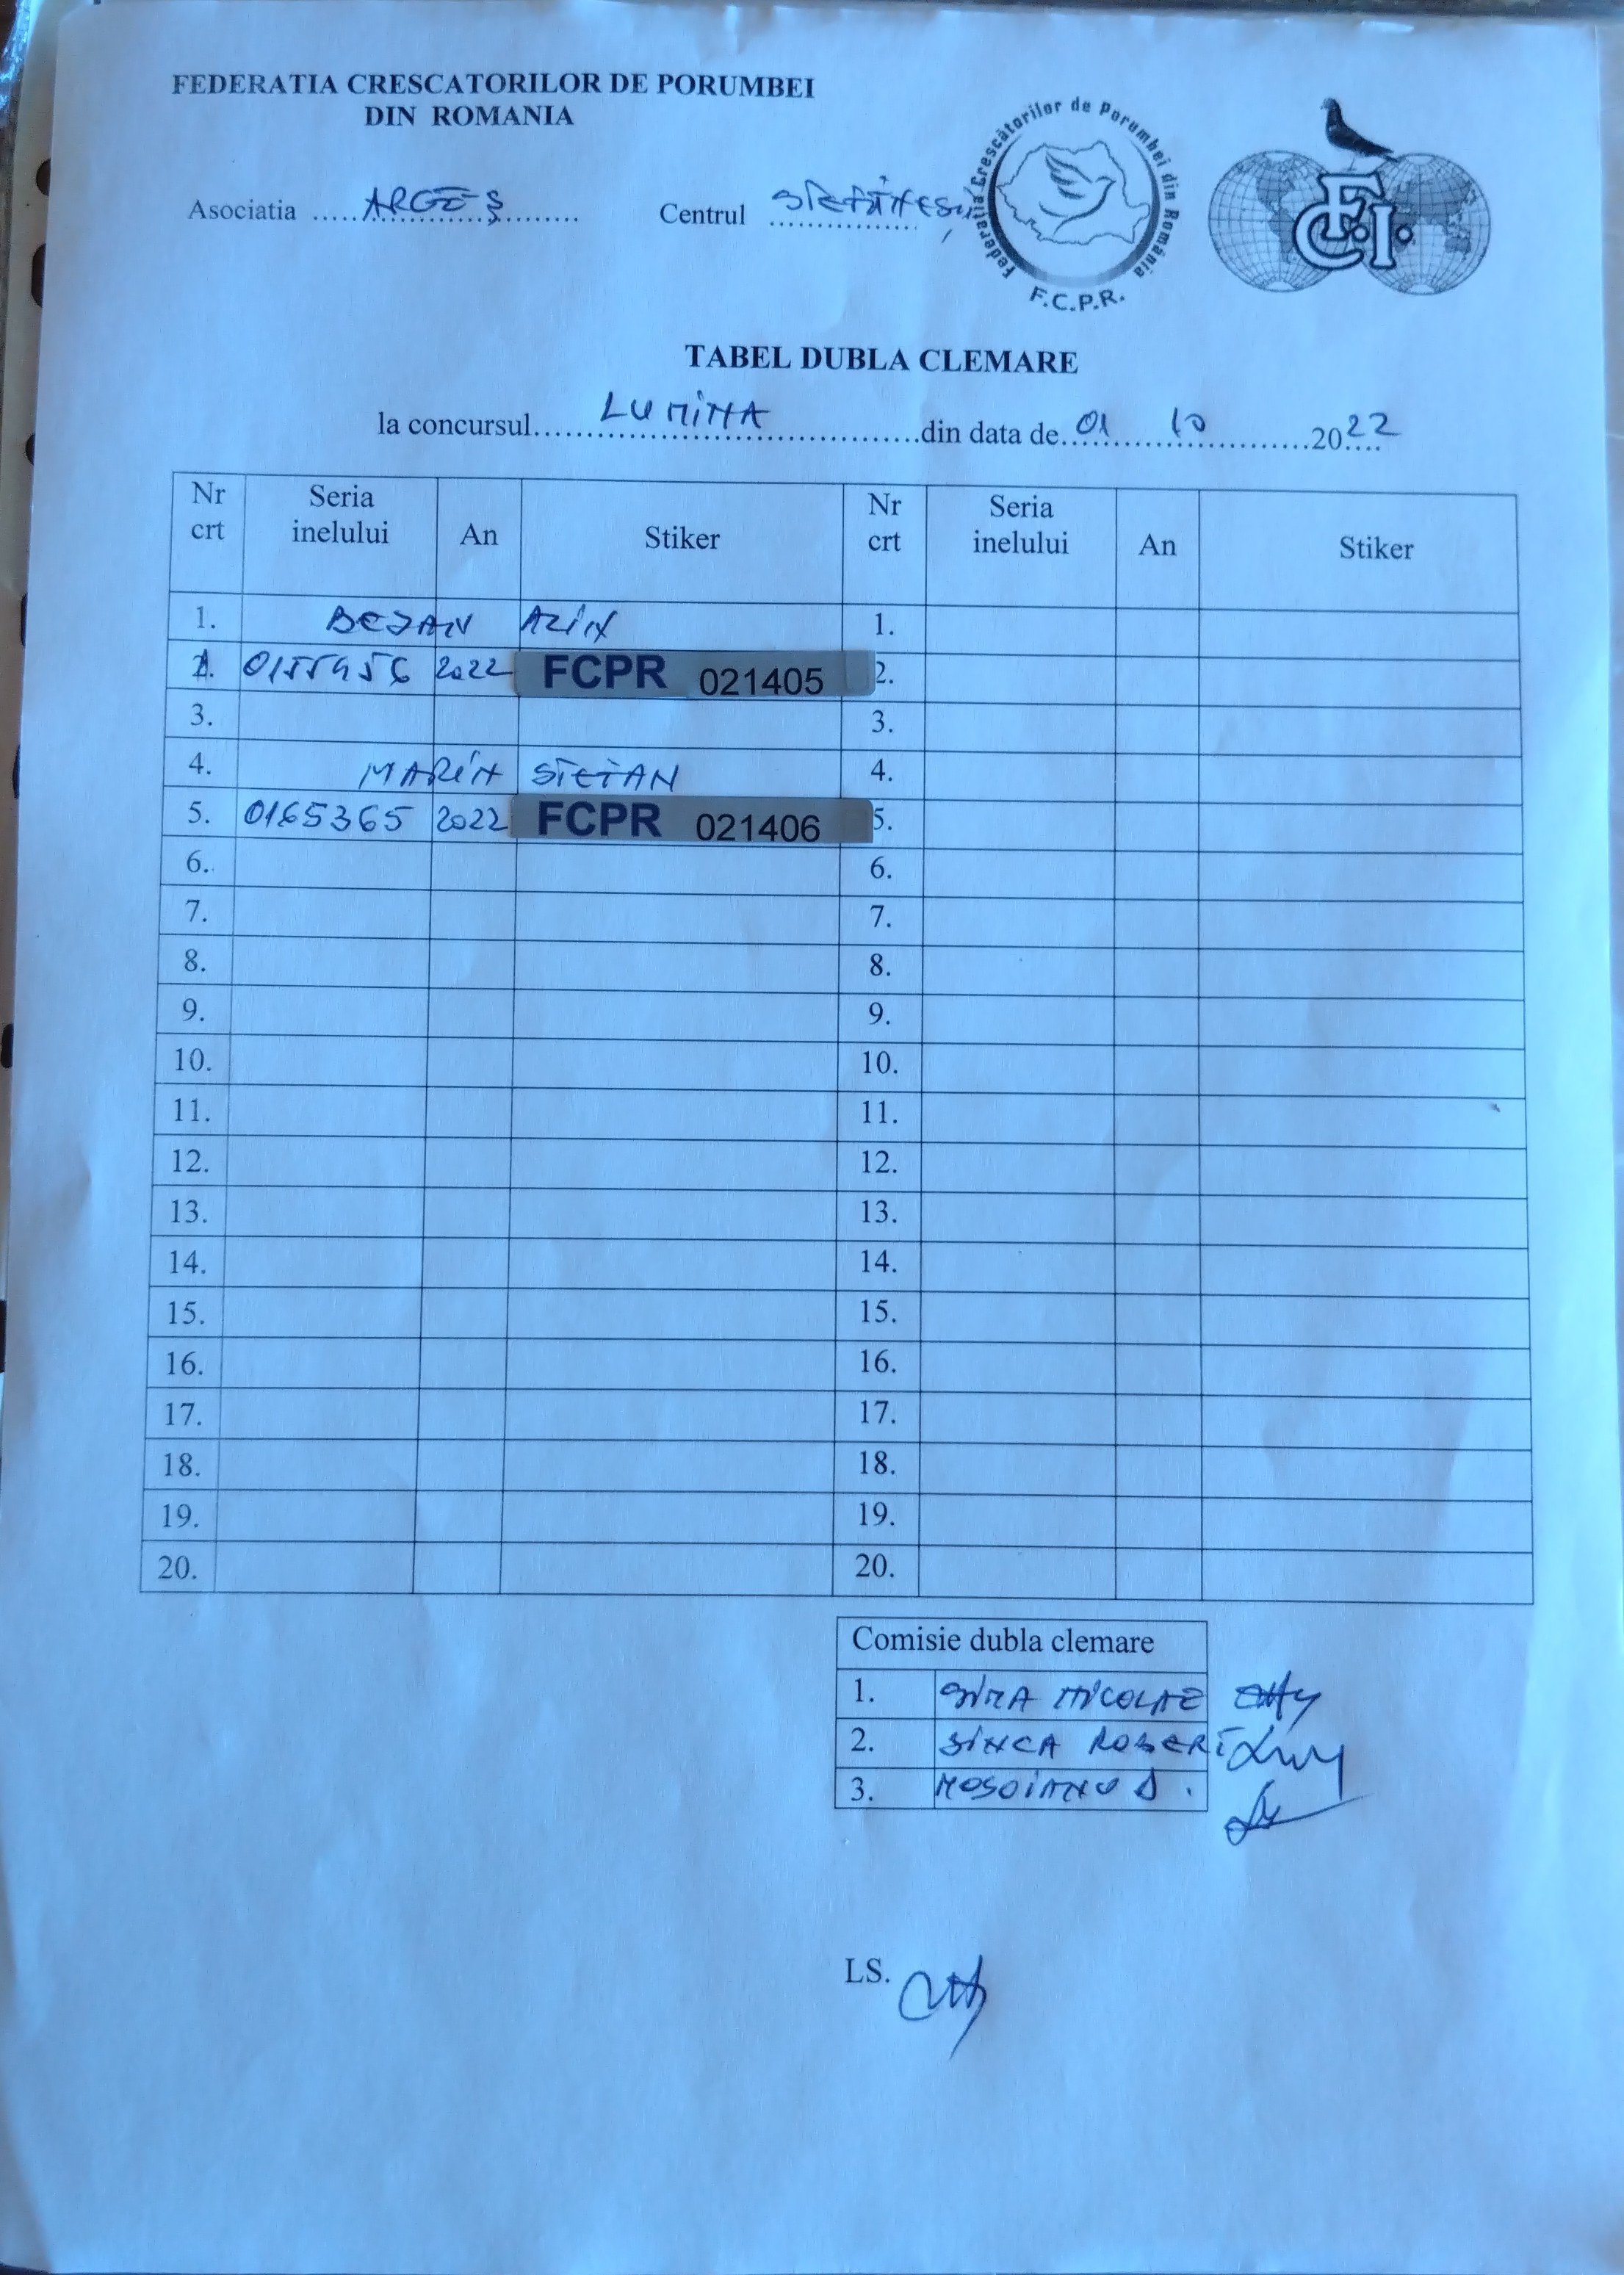 FEDERATIA CRESCATORILOR DE PORUMBEI
DIN ROMANIA
Asociatia ..... ARGEŞ ......... Centrul ...............
Federația Crescătorilor de Porumbei din România
F.C.P.R.
F.C.I.
TABEL DUBLA CLEMARE
la concursul...... LUMINA ......din data de.. 01 ... 10 ......2022
Nr crt Seria inelului An Stiker Nr crt Seria inelului An Stiker
1. BEJAN ALIN 1.
2. 0155456 2022 FCPR 021405 2.
3. 3.
4. MARIN STEFAN 4.
5. 0165365 2022 FCPR 021406 5.
6. 6.
7. 7.
8. 8.
9. 9.
10. 10.
11. 11.
12. 12.
13. 13.
14. 14.
15. 15.
16. 16.
17. 17.
18. 18.
19. 19.
20. 20.
Comisie dubla clemare
1. SIMA NICOLAE
2. SINCA ROBERT
3. MOSOIANU D.
LS.